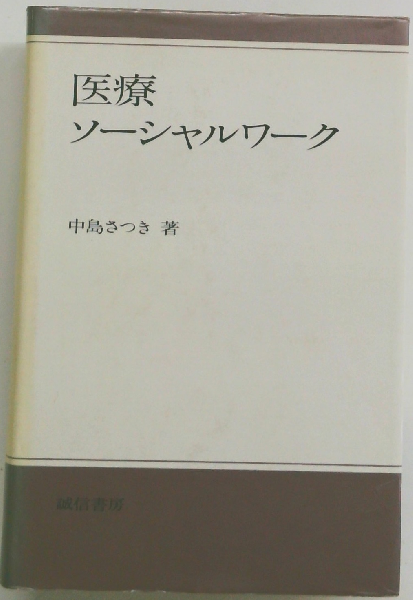 医療
ソーシャルワーク
中島さつき 著
誠信書房